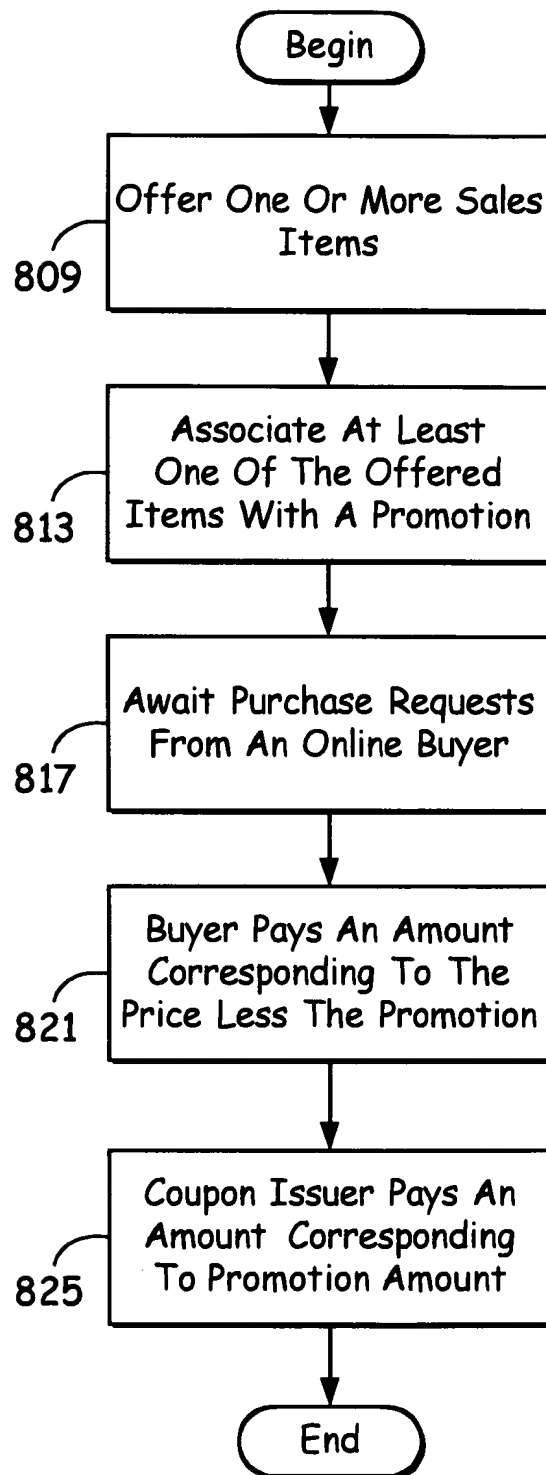 Begin
Offer One Or More Sales
Items
809
Associate At Least
One Of The Offered
Items With A Promotion
813
Await Purchase Requests
From An Online Buyer
817
Buyer Pays An Amount
Corresponding To The
Price Less The Promotion
821
Coupon Issuer Pays An
Amount Corresponding
To Promotion Amount
825
End